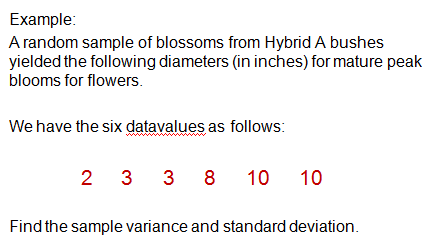 Example:
A random sample of blossoms from Hybrid A bushes
yielded the following diameters (in inches) for mature peak
blooms for flowers.
We have the six datavalues as follows:
2 3 3 8 10 10
Find the sample variance and standard deviation.